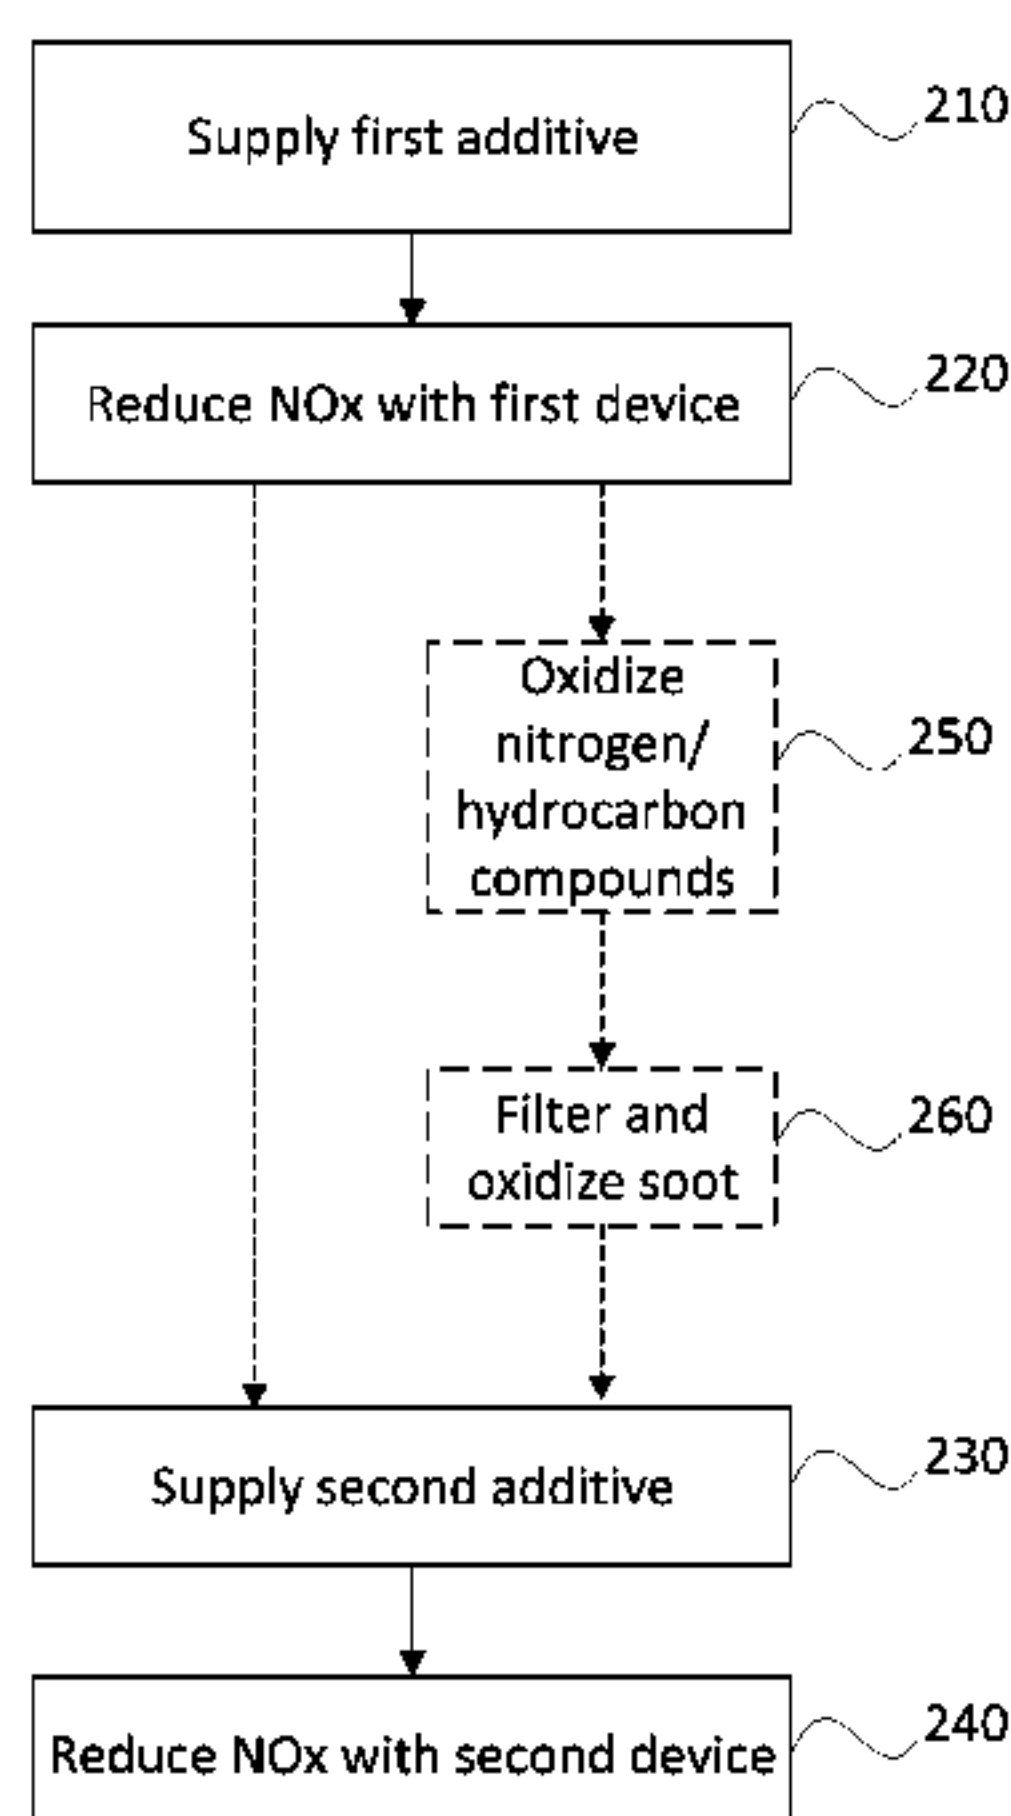 Supply first additive
210
Reduce NOx with first device
220
Oxidize
nitrogen/
hydrocarbon
compounds
250
Filter and
oxidize soot
260
Supply second additive
230
Reduce NOx with second device
240